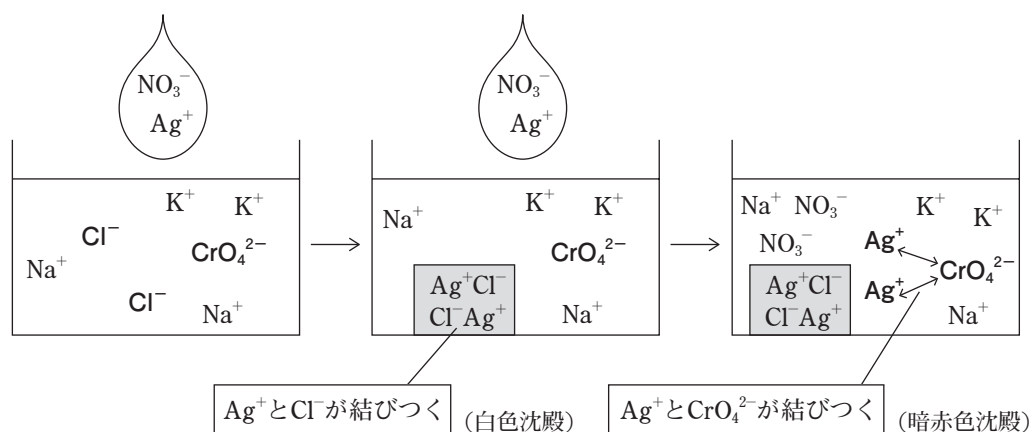 NO₃⁻
Ag⁺
K⁺ K⁺
Cl⁻
CrO₄²⁻
Na⁺
Cl⁻
Na⁺
NO₃⁻
Ag⁺
K⁺ K⁺
Na⁺
CrO₄²⁻
Ag⁺Cl⁻
Cl⁻Ag⁺
Na⁺
Na⁺ NO₃⁻
K⁺
K⁺
NO₃⁻
Ag⁺
CrO₄²⁻
Ag⁺
Ag⁺Cl⁻
Cl⁻Ag⁺
Na⁺
Ag⁺とCl⁻が結びつく (白色沈殿)
Ag⁺とCrO₄²⁻が結びつく (暗赤色沈殿)